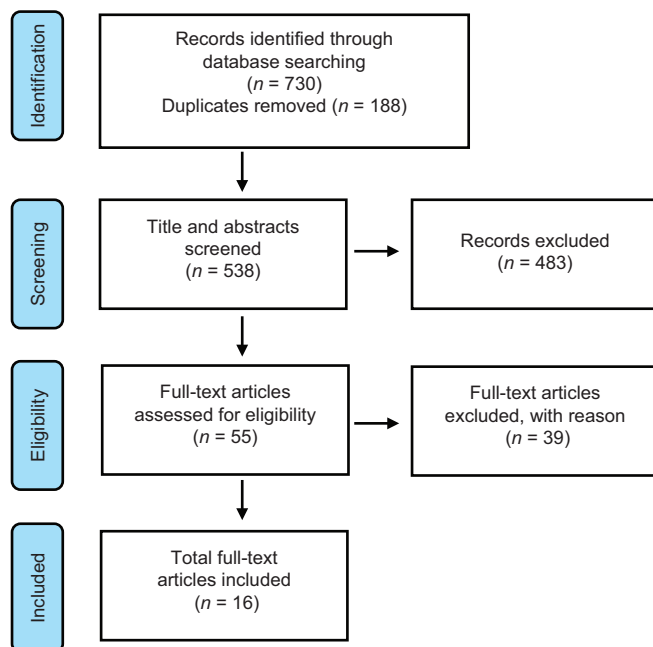 Identification
Records identified through
database searching
(n = 730)
Duplicates removed (n = 188)
Screening
Title and abstracts
screened
(n = 538)
Records excluded
(n = 483)
Eligibility
Full-text articles
assessed for eligibility
(n = 55)
Full-text articles
excluded, with reason
(n = 39)
Included
Total full-text
articles included
(n = 16)